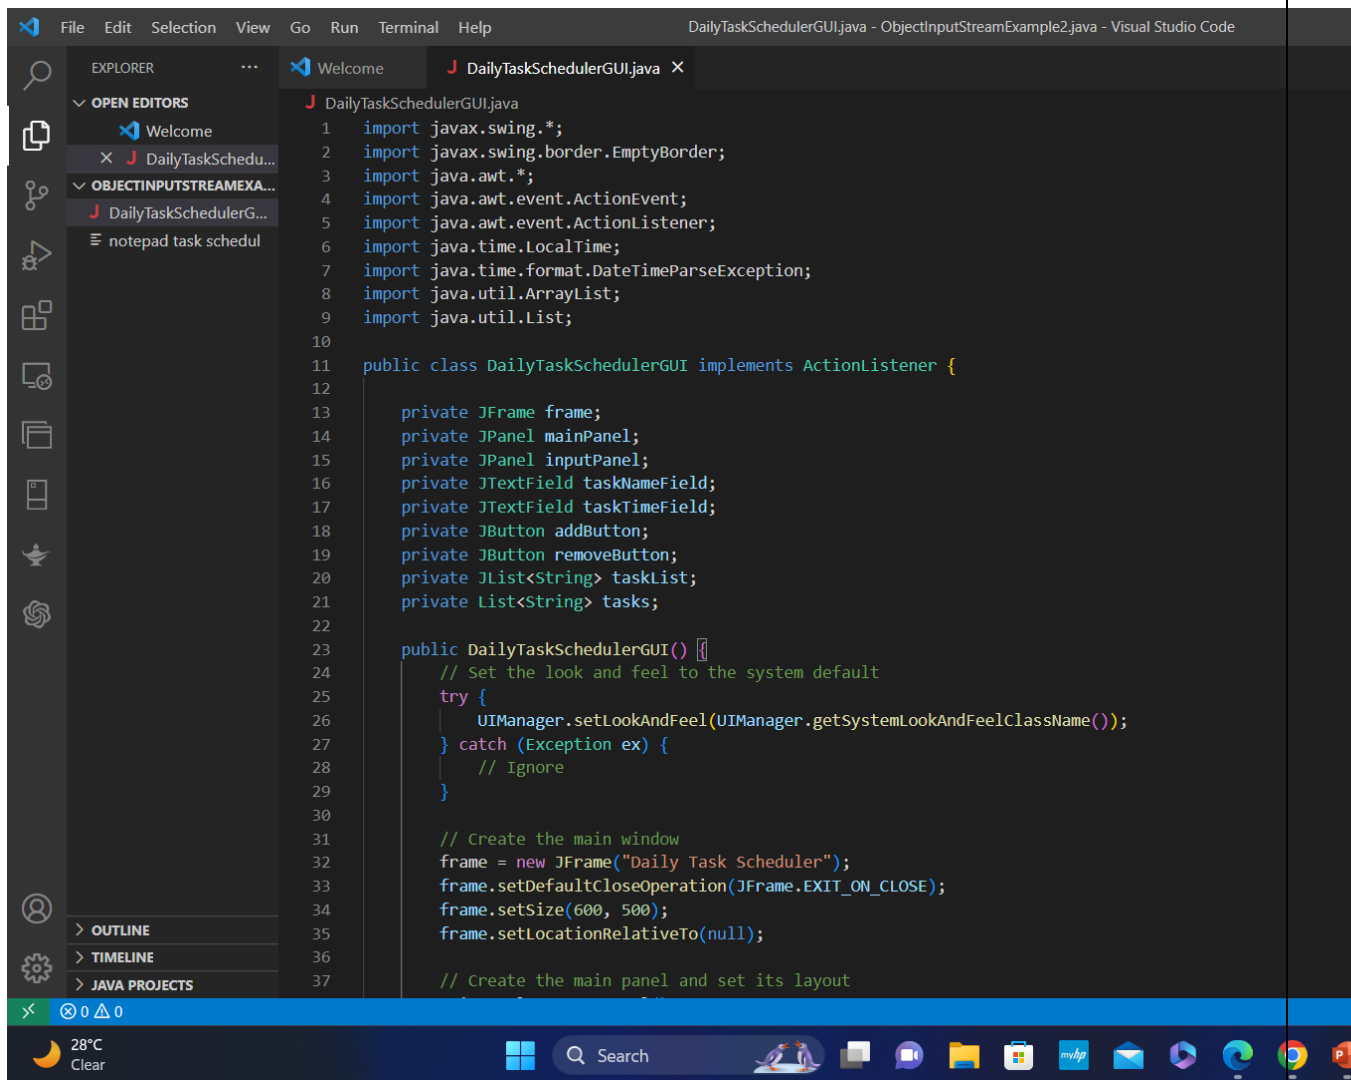 File Edit Selection View Go Run Terminal Help DailyTaskSchedulerGUI.java - ObjectInputStreamExample2.java - Visual Studio Code
EXPLORER ...
OPEN EDITORS
Welcome
DailyTaskSchedu...
OBJECTINPUTSTREAMEXA...
DailyTaskSchedulerG...
notepad task schedul
OUTLINE
TIMELINE
JAVA PROJECTS
Welcome J DailyTaskSchedulerGUI.java ×
J DailyTaskSchedulerGUI.java
1 import javax.swing.*;
2 import javax.swing.border.EmptyBorder;
3 import java.awt.*;
4 import java.awt.event.ActionEvent;
5 import java.awt.event.ActionListener;
6 import java.time.LocalTime;
7 import java.time.format.DateTimeParseException;
8 import java.util.ArrayList;
9 import java.util.List;
10
11 public class DailyTaskSchedulerGUI implements ActionListener {
12
13 private JFrame frame;
14 private JPanel mainPanel;
15 private JPanel inputPanel;
16 private JTextField taskNameField;
17 private JTextField taskTimeField;
18 private JButton addButton;
19 private JButton removeButton;
20 private JList<String> taskList;
21 private List<String> tasks;
22
23 public DailyTaskSchedulerGUI() {
24 // Set the look and feel to the system default
25 try {
26 UIManager.setLookAndFeel(UIManager.getSystemLookAndFeelClassName());
27 } catch (Exception ex) {
28 // Ignore
29 }
30
31 // Create the main window
32 frame = new JFrame("Daily Task Scheduler");
33 frame.setDefaultCloseOperation(JFrame.EXIT_ON_CLOSE);
34 frame.setSize(600, 500);
35 frame.setLocationRelativeTo(null);
36
37 // Create the main panel and set its layout
0 0
28°C
Clear
Search
myhp